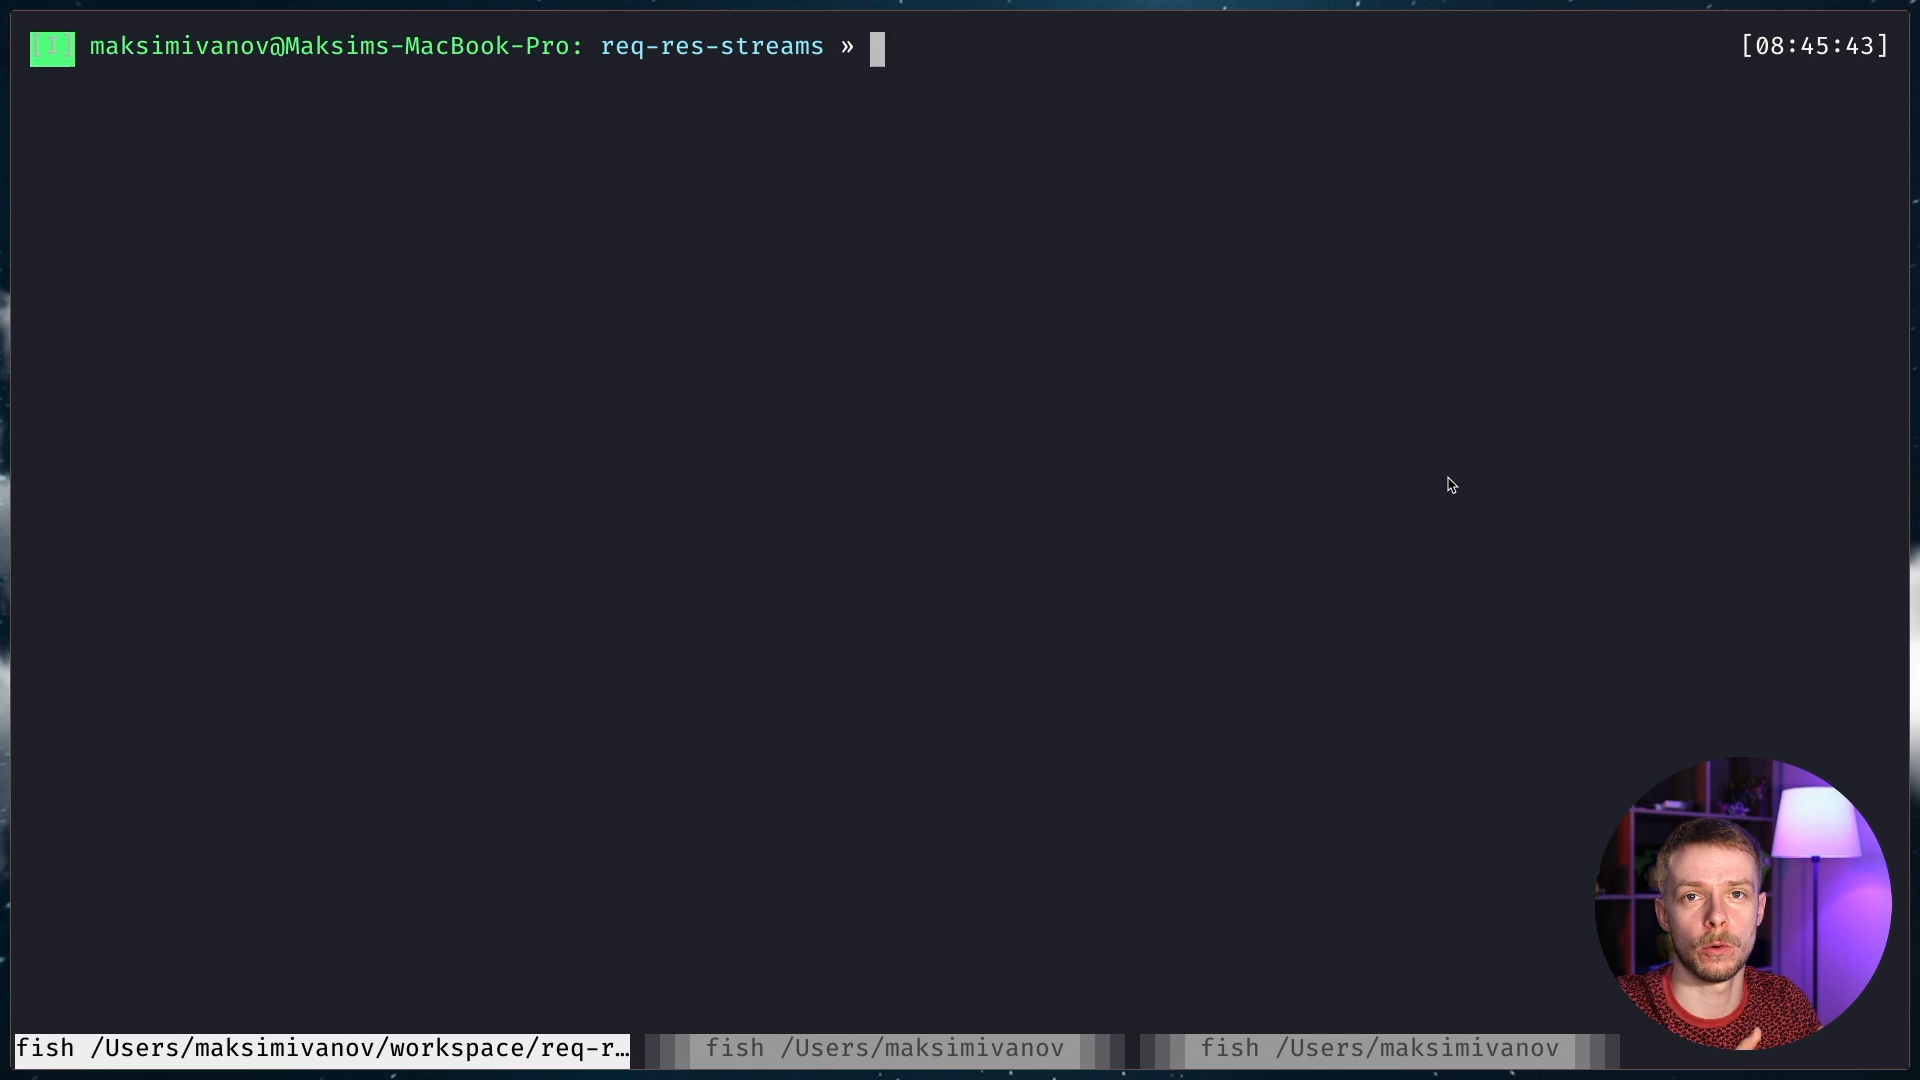 [I] maksimivanov@Maksims-MacBook-Pro: req-res-streams » [08:45:43]
fish /Users/maksimivanov/workspace/req-r… fish /Users/maksimivanov fish /Users/maksimivanov